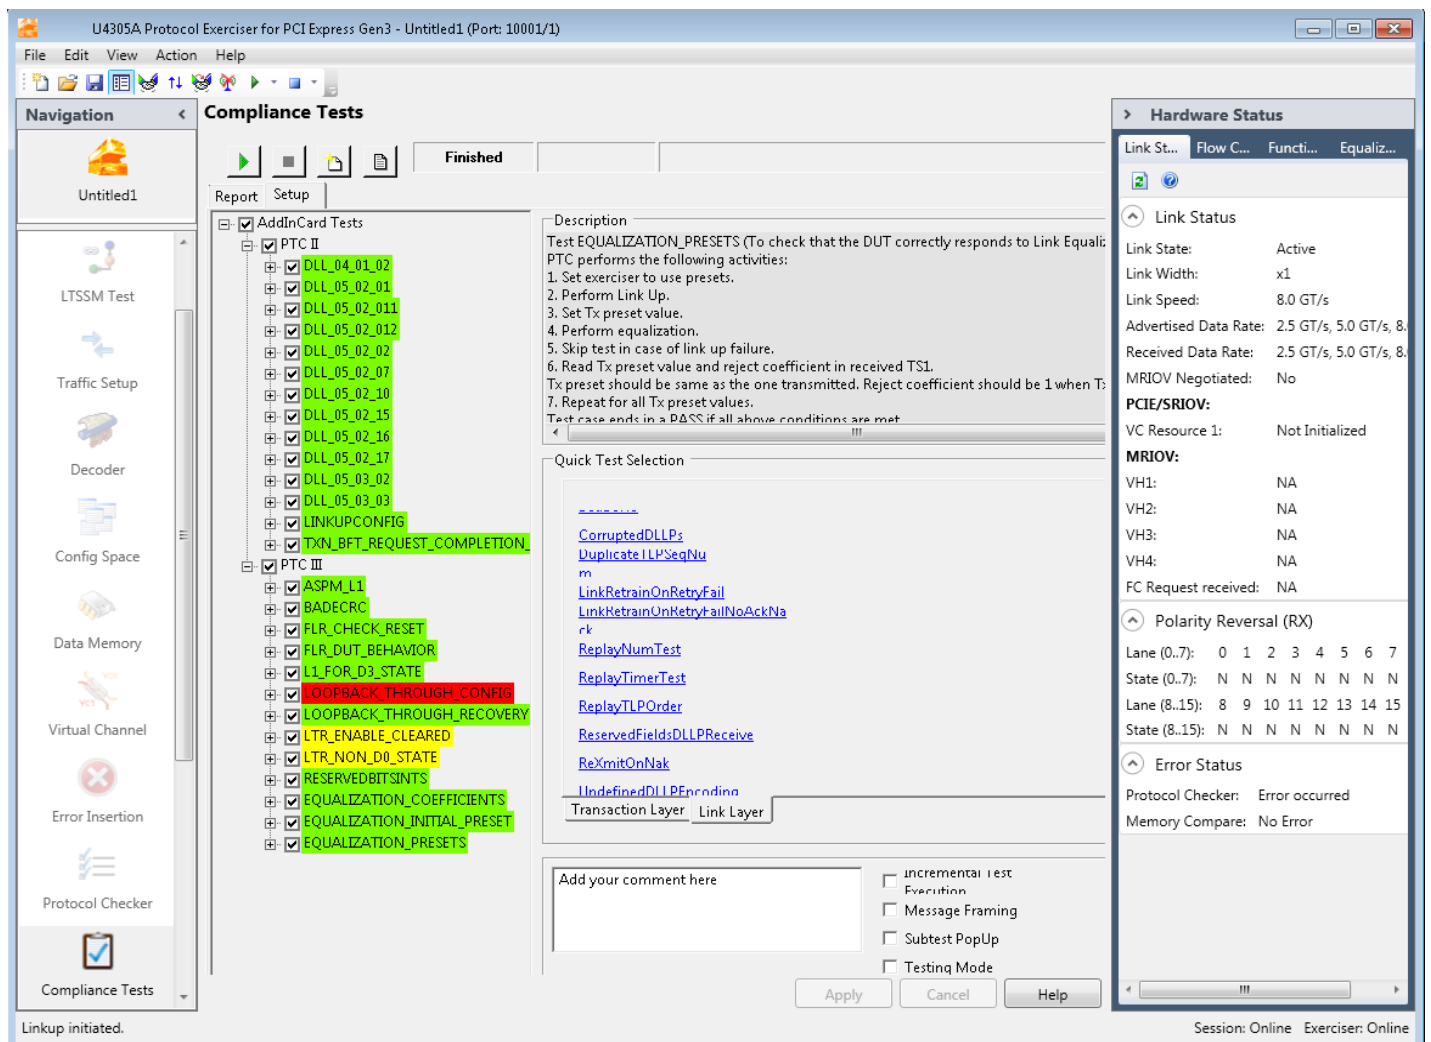 U4305A Protocol Exerciser for PCI Express Gen3 - Untitled1 (Port: 10001/1)
File Edit View Action Help
Navigation
Untitled1
LTSSM Test
Traffic Setup
Decoder
Config Space
Data Memory
Virtual Channel
Error Insertion
Protocol Checker
Compliance Tests
Compliance Tests
Finished
Report Setup
AddInCard Tests
PTC II
DLL_04_01_02
DLL_05_02_01
DLL_05_02_011
DLL_05_02_012
DLL_05_02_02
DLL_05_02_07
DLL_05_02_10
DLL_05_02_15
DLL_05_02_16
DLL_05_02_17
DLL_05_03_02
DLL_05_03_03
LINKUPCONFIG
TXN_BFT_REQUEST_COMPLETION_
PTC III
ASPM_L1
BADECRC
FLR_CHECK_RESET
FLR_DUT_BEHAVIOR
L1_FOR_D3_STATE
LOOPBACK_THROUGH_CONFIG
LOOPBACK_THROUGH_RECOVERY
LTR_ENABLE_CLEARED
LTR_NON_D0_STATE
RESERVEDBITSINTS
EQUALIZATION_COEFFICIENTS
EQUALIZATION_INITIAL_PRESET
EQUALIZATION_PRESETS
Description
Test EQUALIZATION_PRESETS (To check that the DUT correctly responds to Link Equaliz
PTC performs the following activities:
1. Set exerciser to use presets.
2. Perform Link Up.
3. Set Tx preset value.
4. Perform equalization.
5. Skip test in case of link up failure.
6. Read Tx preset value and reject coefficient in received TS1.
Tx preset should be same as the one transmitted. Reject coefficient should be 1 when T
7. Repeat for all Tx preset values.
Test case ends in a PASS if all above conditions are met
Quick Test Selection
CorruptedDLLPs
DuplicateTLPSeqNu
m
LinkRetrainOnRetryFail
LinkRetrainOnRetryFailNoAckNa
ck
ReplayNumTest
ReplayTimerTest
ReplayTLPOrder
ReservedFieldsDLLPReceive
ReXmitOnNak
UndefinedDLLPEncoding
Transaction Layer Link Layer
Add your comment here
Incremental Test
Execution
Message Framing
Subtest PopUp
Testing Mode
Apply Cancel Help
Hardware Status
Link St... Flow C... Functi... Equaliz...
Link Status
Link State: Active
Link Width: x1
Link Speed: 8.0 GT/s
Advertised Data Rate: 2.5 GT/s, 5.0 GT/s, 8.
Received Data Rate: 2.5 GT/s, 5.0 GT/s, 8.
MRIOV Negotiated: No
PCIE/SRIOV:
VC Resource 1: Not Initialized
MRIOV:
VH1: NA
VH2: NA
VH3: NA
VH4: NA
FC Request received: NA
Polarity Reversal (RX)
Lane (0..7): 0 1 2 3 4 5 6 7
State (0..7): N N N N N N N N
Lane (8..15): 8 9 10 11 12 13 14 15
State (8..15): N N N N N N N N
Error Status
Protocol Checker: Error occurred
Memory Compare: No Error
Linkup initiated.
Session: Online Exerciser: Online